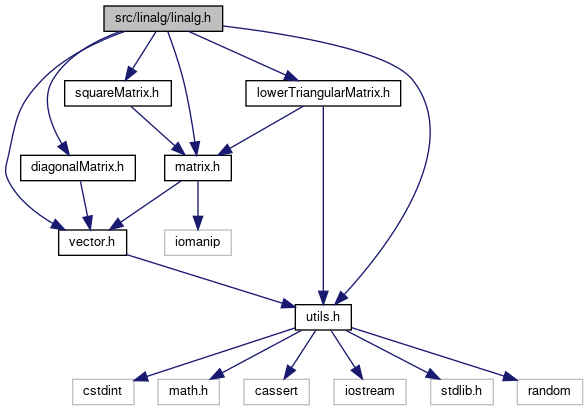 src/linalg/linalg.h
squareMatrix.h
lowerTriangularMatrix.h
diagonalMatrix.h
matrix.h
vector.h
iomanip
utils.h
cstdint
math.h
cassert
iostream
stdlib.h
random